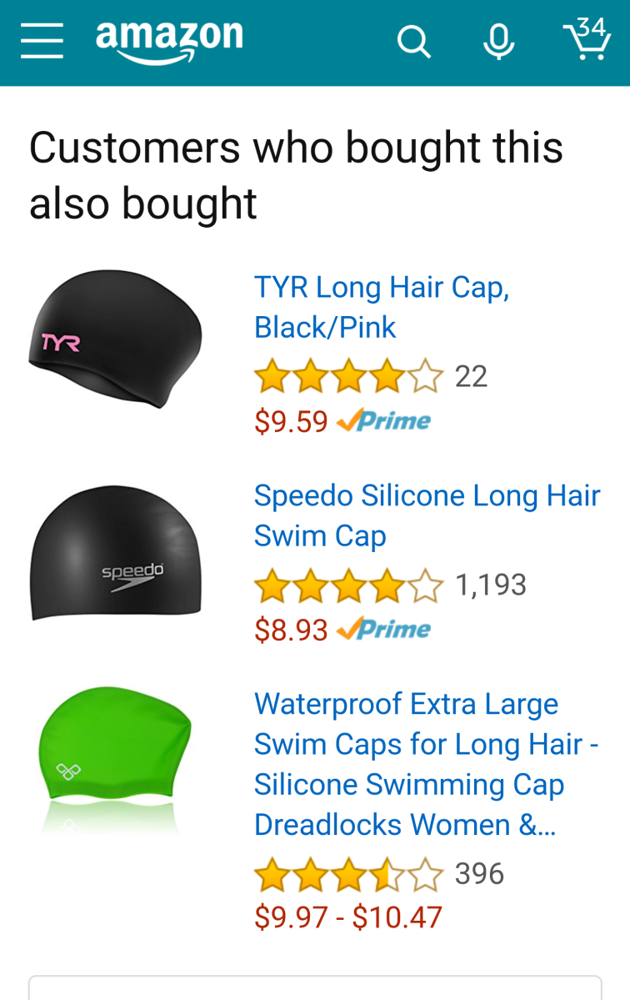 amazon
34
Customers who bought this
also bought
TYR
TYR Long Hair Cap,
Black/Pink
22
$9.59 Prime
speedo
Speedo Silicone Long Hair
Swim Cap
1,193
$8.93 Prime
Waterproof Extra Large
Swim Caps for Long Hair -
Silicone Swimming Cap
Dreadlocks Women &...
396
$9.97 - $10.47